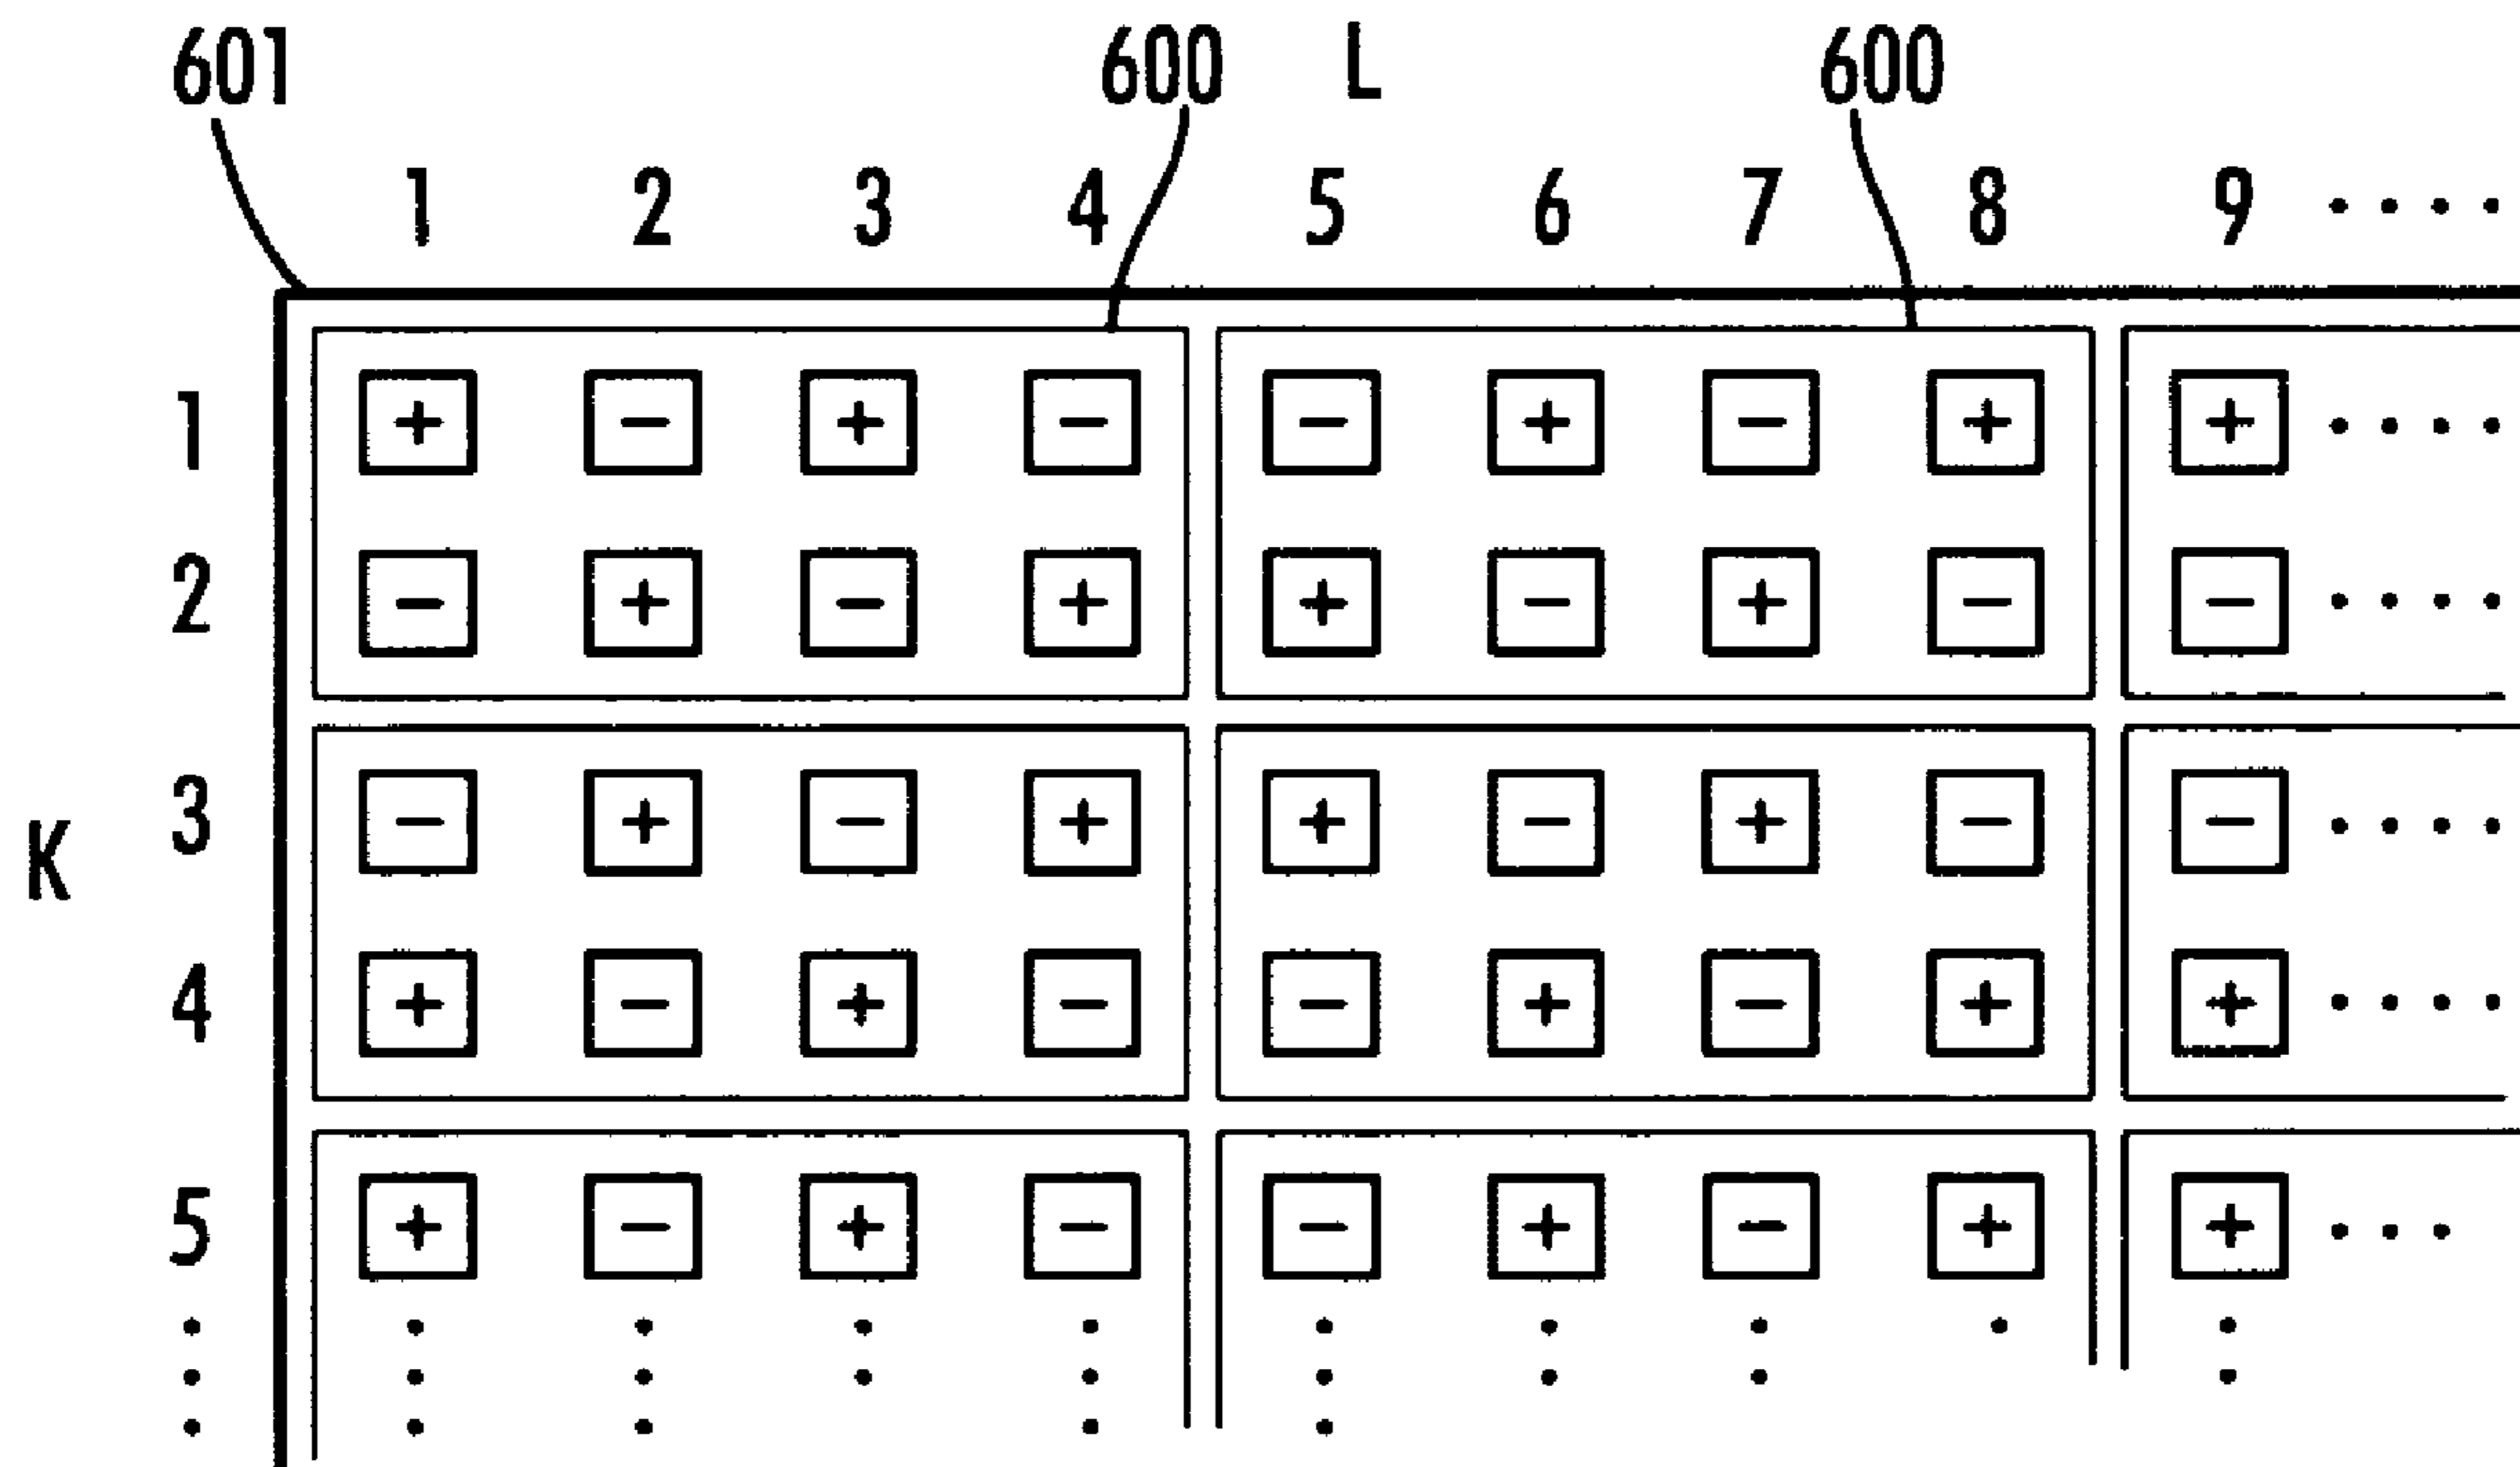 601 600 L 600
1 2 3 4 5 6 7 8 9 ....
1 + − + − − + − + + ....
2 − + − + + − + − − ....
3 − + − + + − + − − ....
K
4 + − + − − + − + + ....
5 + − + − − + − + + ...